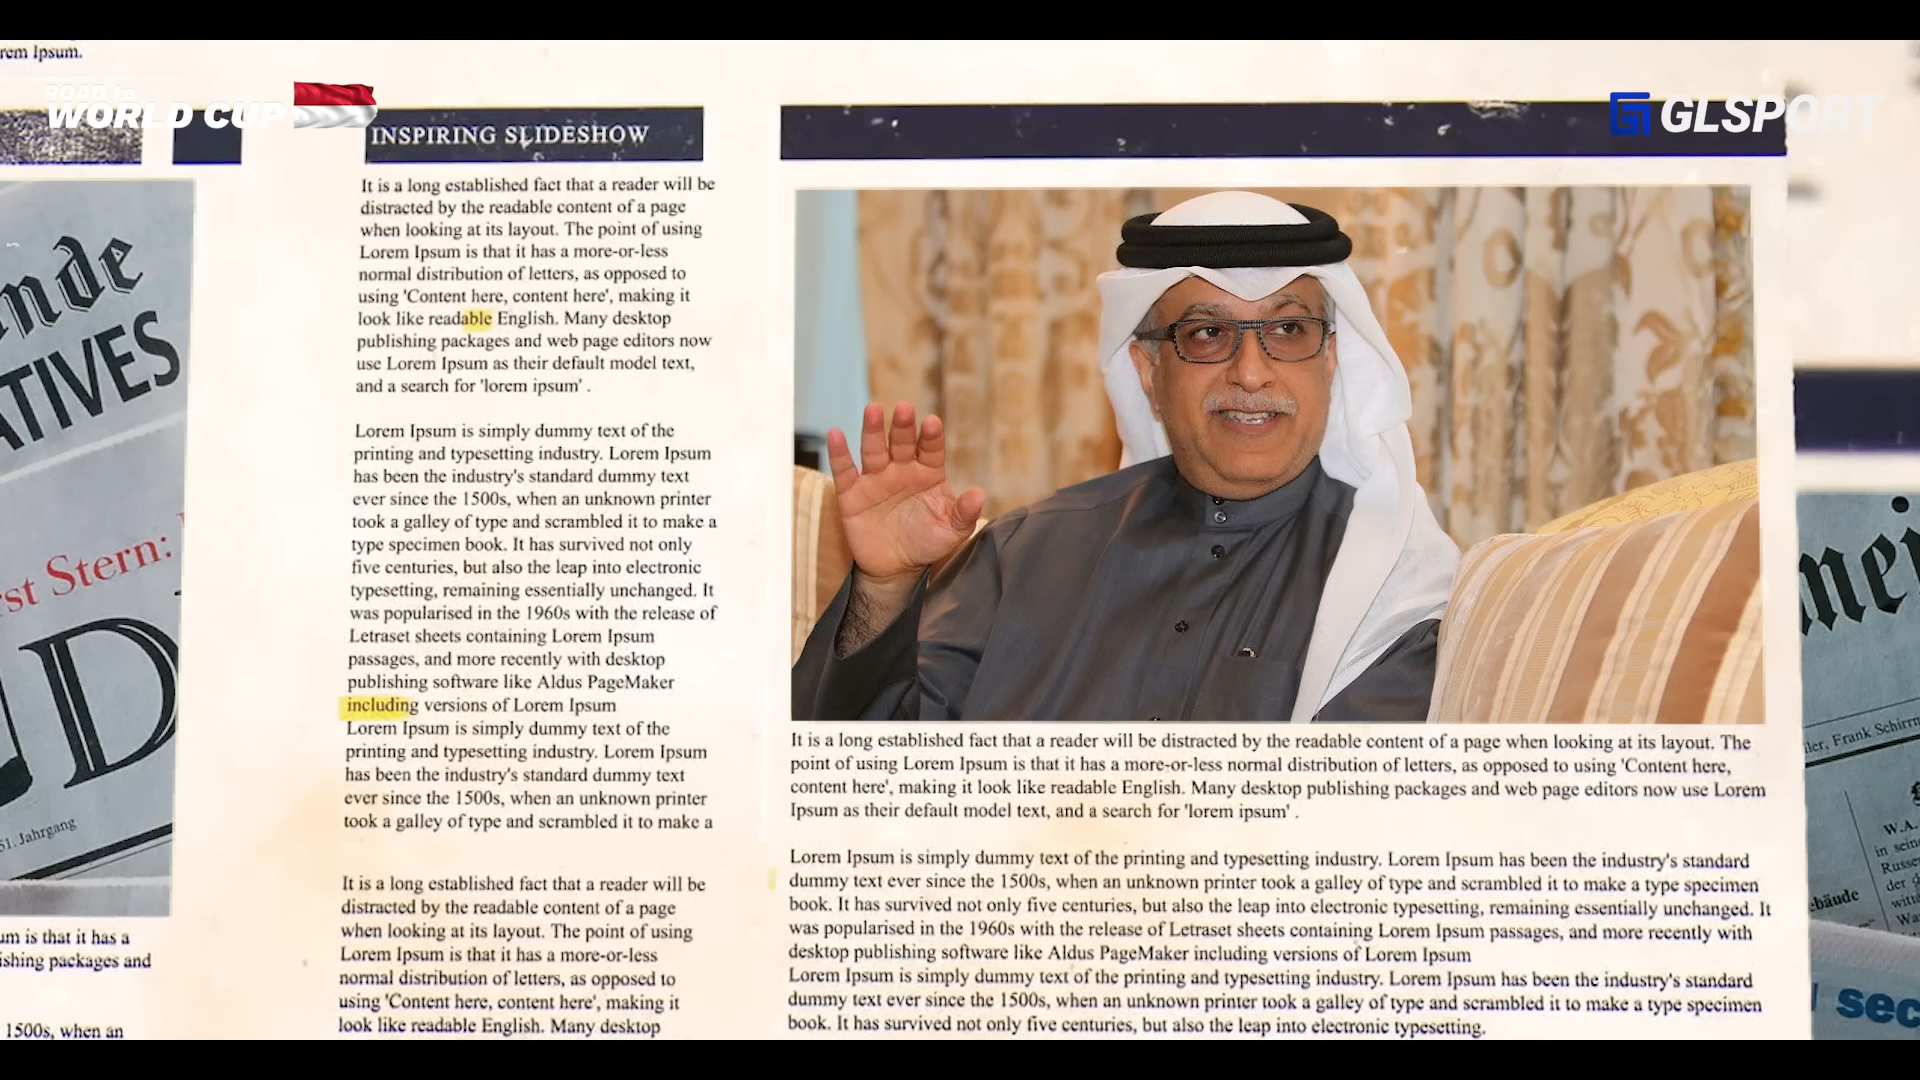 rem Ipsum.
ROAD to
WORLD CUP
GLSPORT
INSPIRING SLIDESHOW
It is a long established fact that a reader will be
distracted by the readable content of a page
when looking at its layout. The point of using
Lorem Ipsum is that it has a more-or-less
normal distribution of letters, as opposed to
using 'Content here, content here', making it
look like readable English. Many desktop
publishing packages and web page editors now
use Lorem Ipsum as their default model text,
and a search for 'lorem ipsum' .
Lorem Ipsum is simply dummy text of the
printing and typesetting industry. Lorem Ipsum
has been the industry's standard dummy text
ever since the 1500s, when an unknown printer
took a galley of type and scrambled it to make a
type specimen book. It has survived not only
five centuries, but also the leap into electronic
typesetting, remaining essentially unchanged. It
was popularised in the 1960s with the release of
Letraset sheets containing Lorem Ipsum
passages, and more recently with desktop
publishing software like Aldus PageMaker
including versions of Lorem Ipsum
Lorem Ipsum is simply dummy text of the
printing and typesetting industry. Lorem Ipsum
has been the industry's standard dummy text
ever since the 1500s, when an unknown printer
took a galley of type and scrambled it to make a
It is a long established fact that a reader will be
distracted by the readable content of a page
when looking at its layout. The point of using
Lorem Ipsum is that it has a more-or-less
normal distribution of letters, as opposed to
using 'Content here, content here', making it
look like readable English. Many desktop
It is a long established fact that a reader will be distracted by the readable content of a page when looking at its layout. The
point of using Lorem Ipsum is that it has a more-or-less normal distribution of letters, as opposed to using 'Content here,
content here', making it look like readable English. Many desktop publishing packages and web page editors now use Lorem
Ipsum as their default model text, and a search for 'lorem ipsum' .
Lorem Ipsum is simply dummy text of the printing and typesetting industry. Lorem Ipsum has been the industry's standard
dummy text ever since the 1500s, when an unknown printer took a galley of type and scrambled it to make a type specimen
book. It has survived not only five centuries, but also the leap into electronic typesetting, remaining essentially unchanged. It
was popularised in the 1960s with the release of Letraset sheets containing Lorem Ipsum passages, and more recently with
desktop publishing software like Aldus PageMaker including versions of Lorem Ipsum
Lorem Ipsum is simply dummy text of the printing and typesetting industry. Lorem Ipsum has been the industry's standard
dummy text ever since the 1500s, when an unknown printer took a galley of type and scrambled it to make a type specimen
book. It has survived not only five centuries, but also the leap into electronic typesetting.
nde
ATIVES
rst Stern:
D
51. Jahrgang
um is that it has a
ishing packages and
1500s, when an
mei
ler, Frank Schirrm
W.A.
in sein
Russe
der
witt
Wa
ebäude
sec